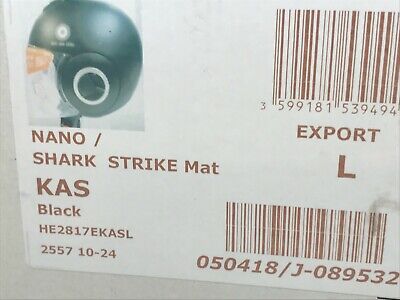 3 599181 539494
NANO /
SHARK STRIKE Mat
EXPORT
KAS
L
Black
HE2817EKASL
2557 10-24
050418/J-089532